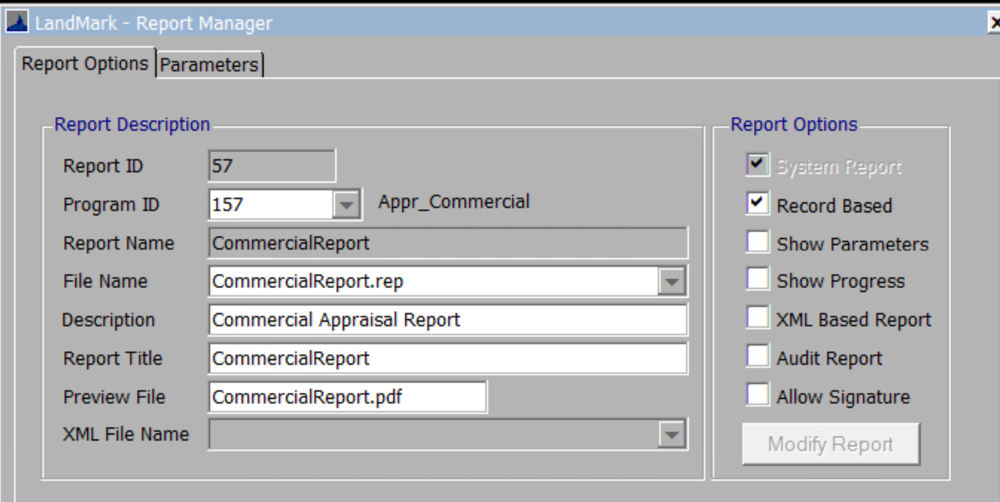 LandMark - Report Manager
Report Options Parameters
Report Description
Report ID 57
Program ID 157 Appr_Commercial
Report Name CommercialReport
File Name CommercialReport.rep
Description Commercial Appraisal Report
Report Title CommercialReport
Preview File CommercialReport.pdf
XML File Name
Report Options
System Report
Record Based
Show Parameters
Show Progress
XML Based Report
Audit Report
Allow Signature
Modify Report